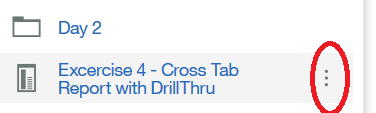 Day 2
Excercise 4 - Cross Tab
Report with DrillThru